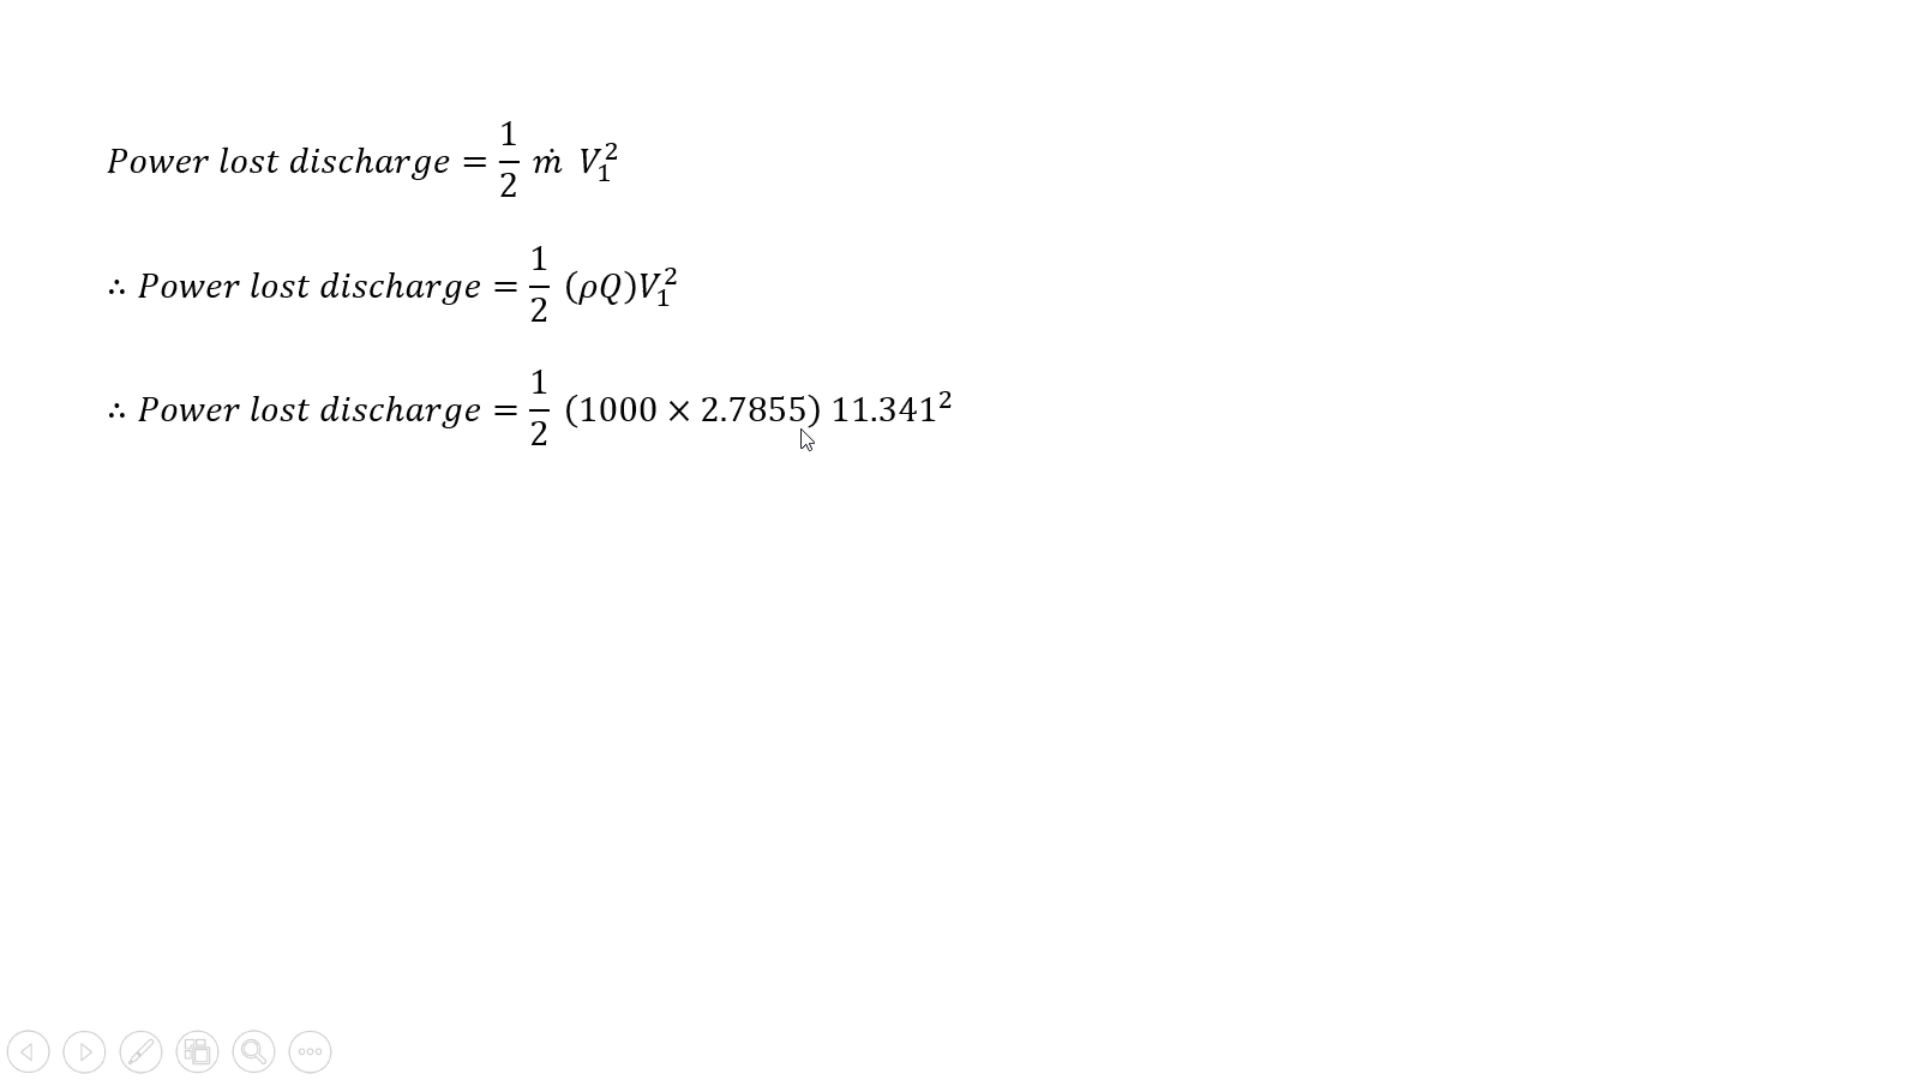 Power lost discharge = 1/2 ṁ V₁²
∴ Power lost discharge = 1/2 (ρQ)V₁²
∴ Power lost discharge = 1/2 (1000 × 2.7855) 11.341²